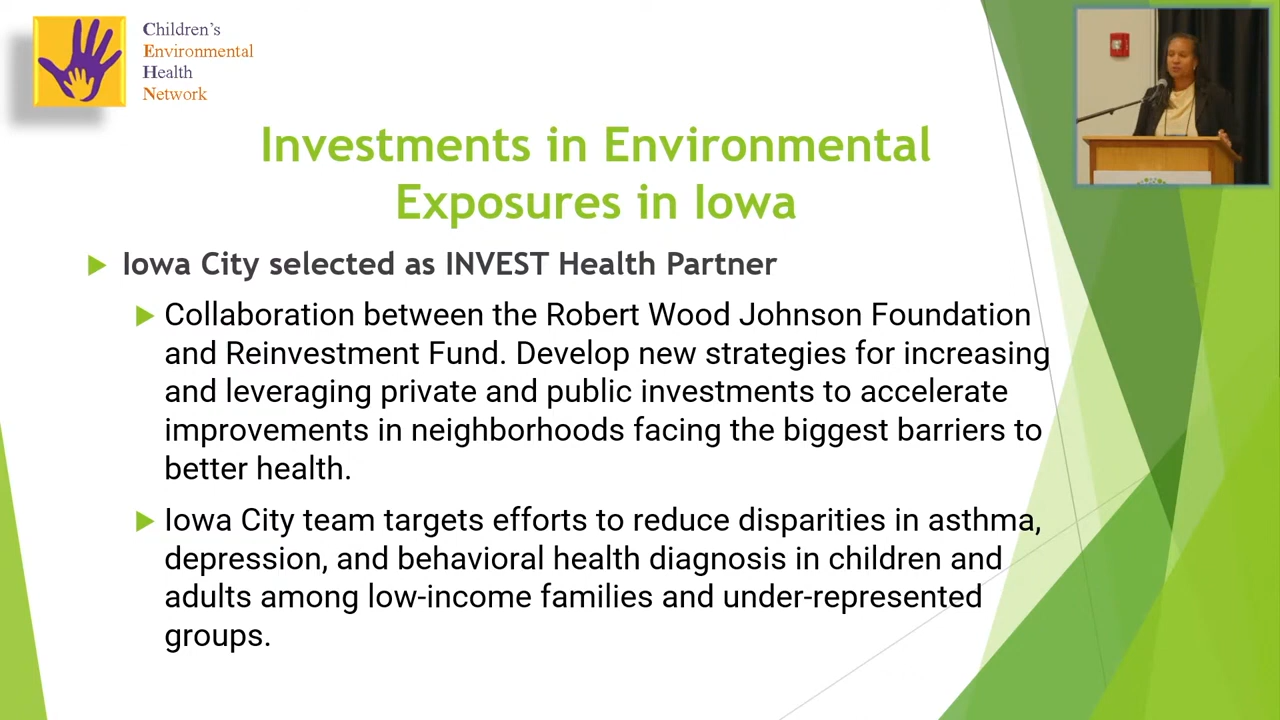 Children's
Environmental
Health
Network
Investments in Environmental
Exposures in Iowa
Iowa City selected as INVEST Health Partner
Collaboration between the Robert Wood Johnson Foundation
and Reinvestment Fund. Develop new strategies for increasing
and leveraging private and public investments to accelerate
improvements in neighborhoods facing the biggest barriers to
better health.
Iowa City team targets efforts to reduce disparities in asthma,
depression, and behavioral health diagnosis in children and
adults among low-income families and under-represented
groups.